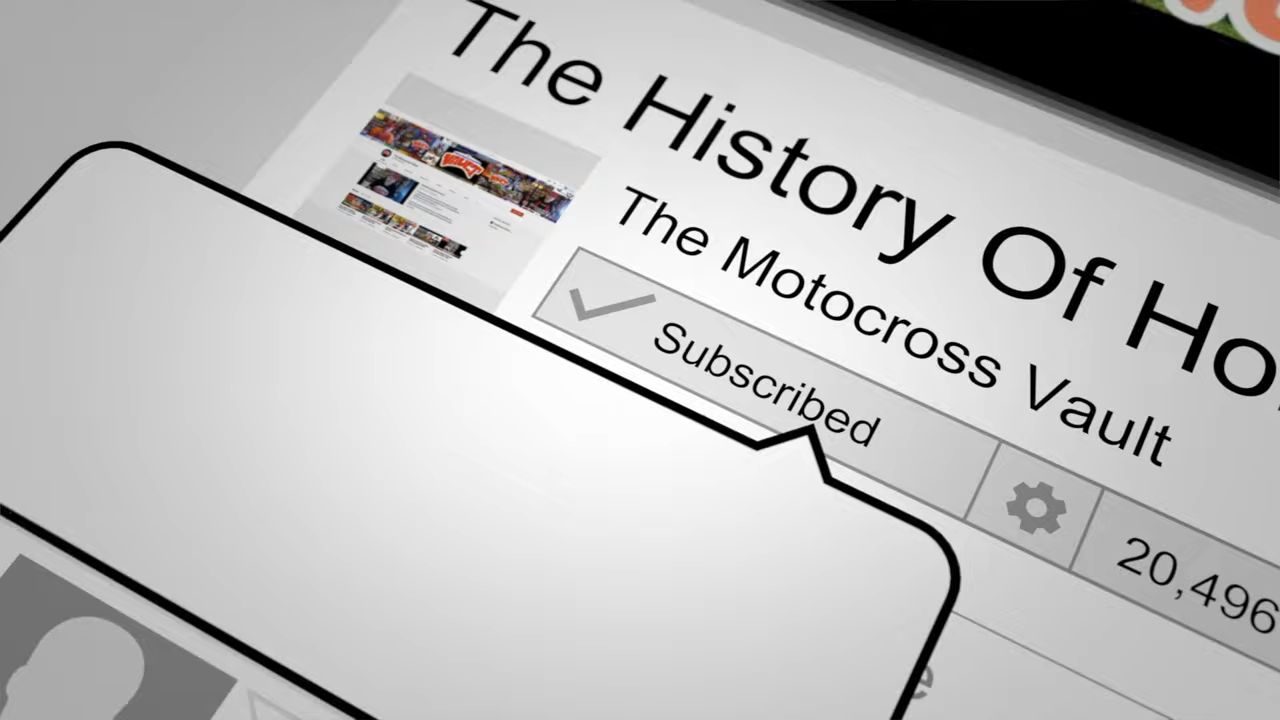 The History Of Ho
The Motocross Vault
Subscribed
20,496